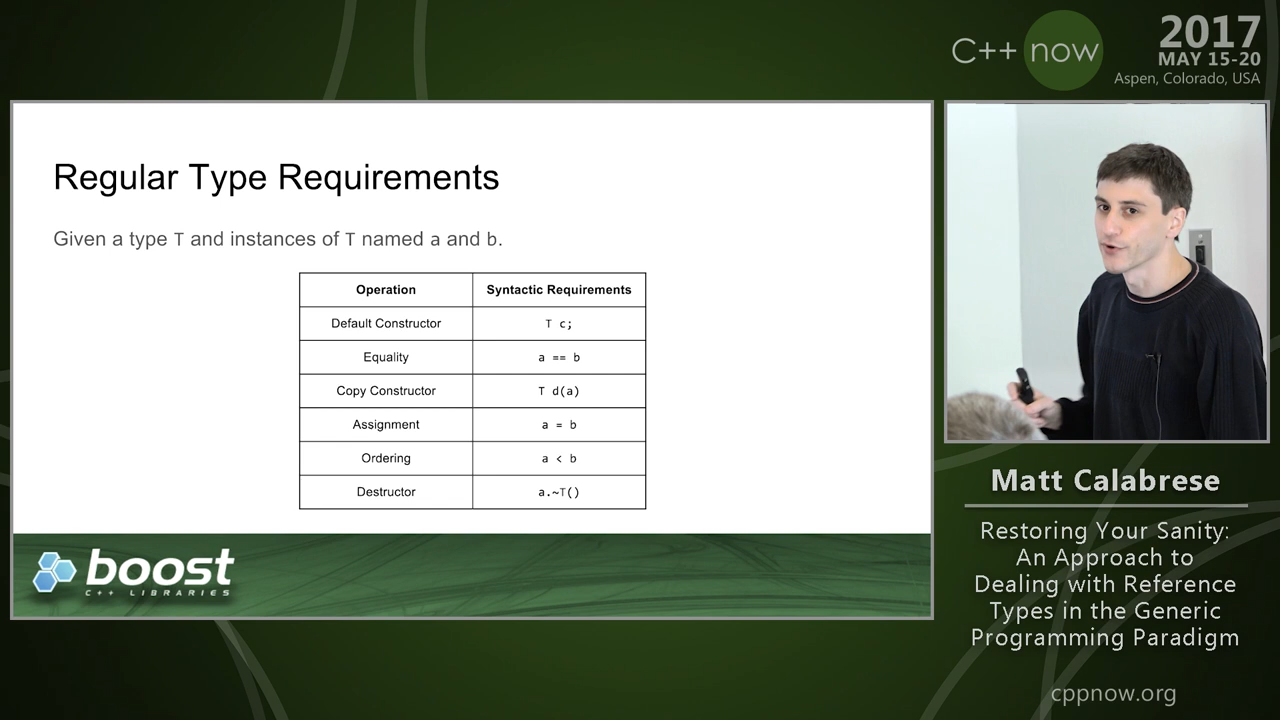 C++ now
2017
MAY 15-20
Aspen, Colorado, USA
Regular Type Requirements
Given a type T and instances of T named a and b.
Operation Syntactic Requirements
Default Constructor T c;
Equality a == b
Copy Constructor T d(a)
Assignment a = b
Ordering a < b
Destructor a.~T()
boost
C++ LIBRARIES
Matt Calabrese
Restoring Your Sanity:
An Approach to
Dealing with Reference
Types in the Generic
Programming Paradigm
cppnow.org